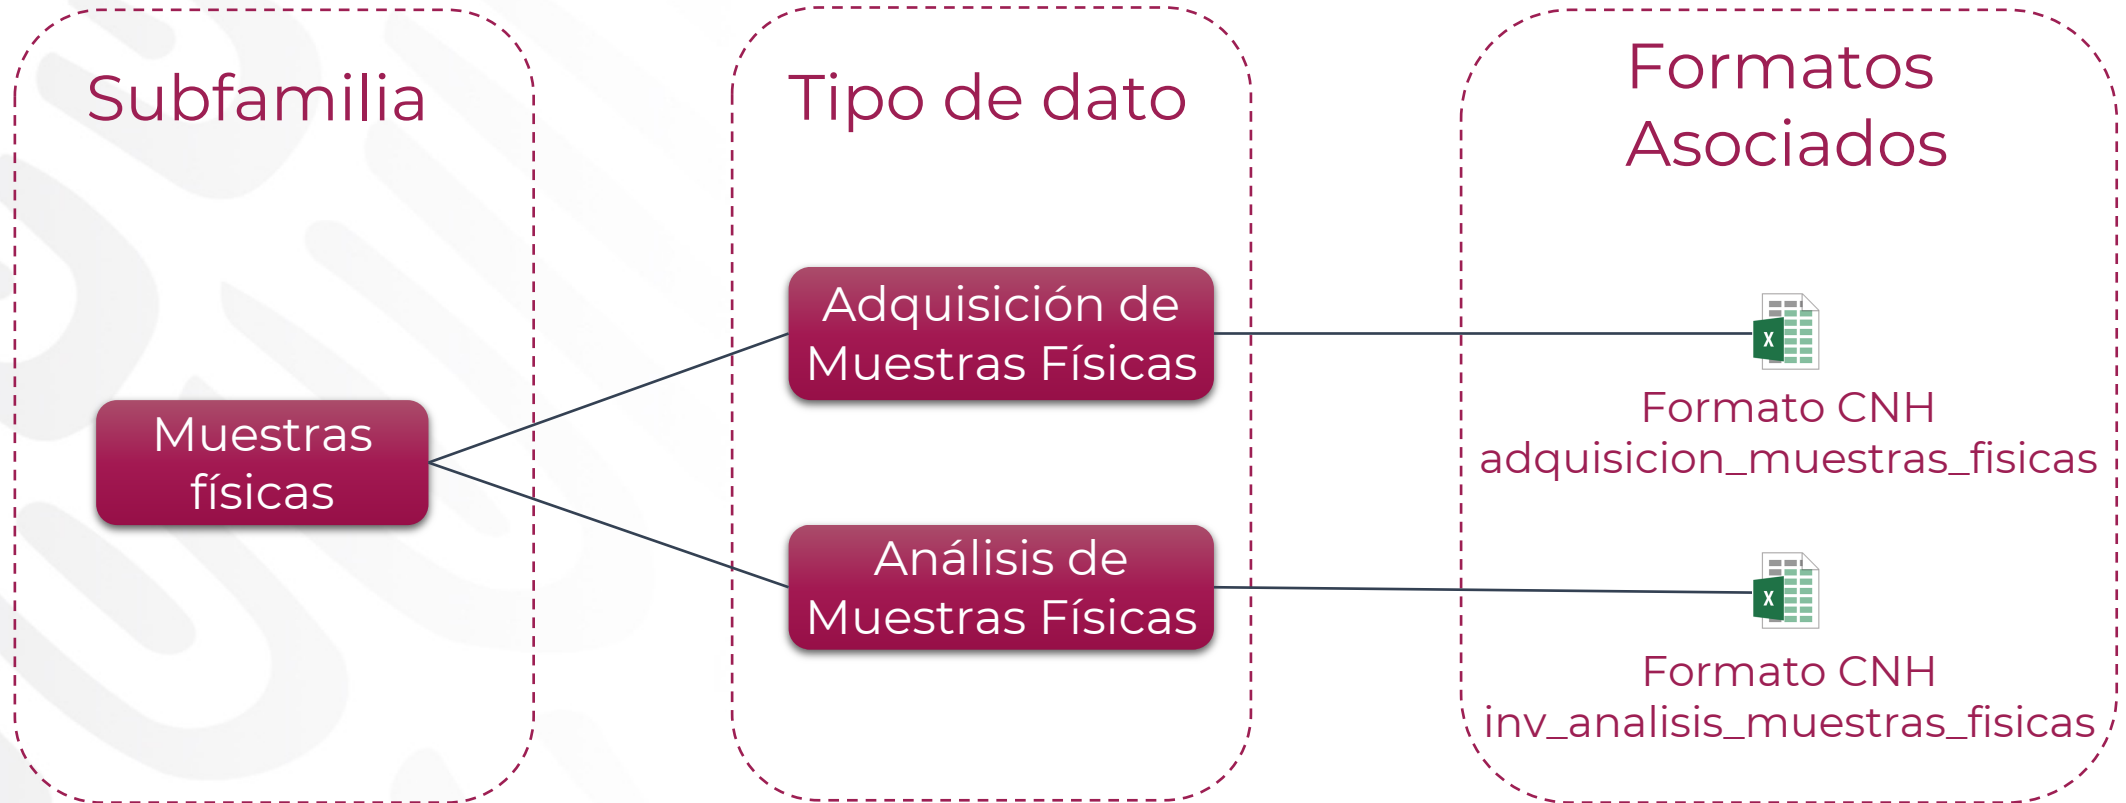 Subfamilia
Muestras
físicas
Tipo de dato
Adquisición de
Muestras Físicas
Análisis de
Muestras Físicas
Formatos
Asociados
X
Formato CNH
adquisicion_muestras_fisicas
X
Formato CNH
inv_analisis_muestras_fisicas